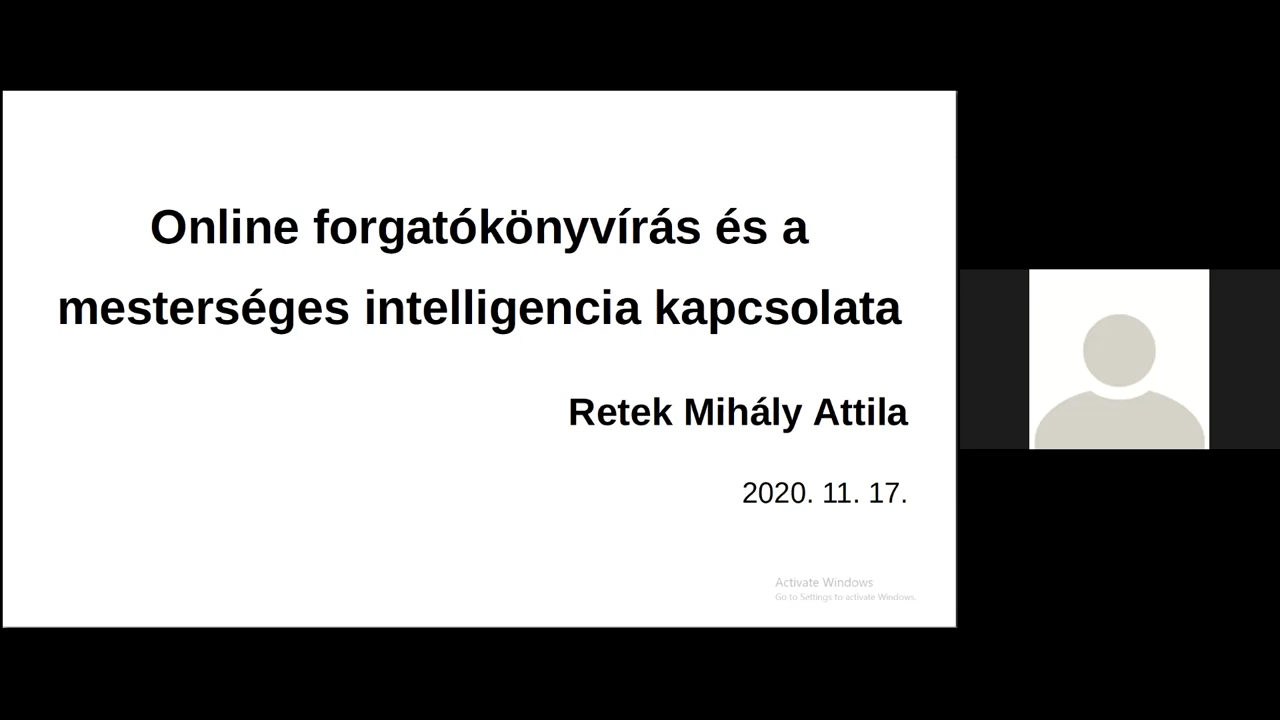 Online forgatókönyvírás és a
mesterséges intelligencia kapcsolata
Retek Mihály Attila
2020. 11. 17.
Activate Windows
Go to Settings to activate Windows.